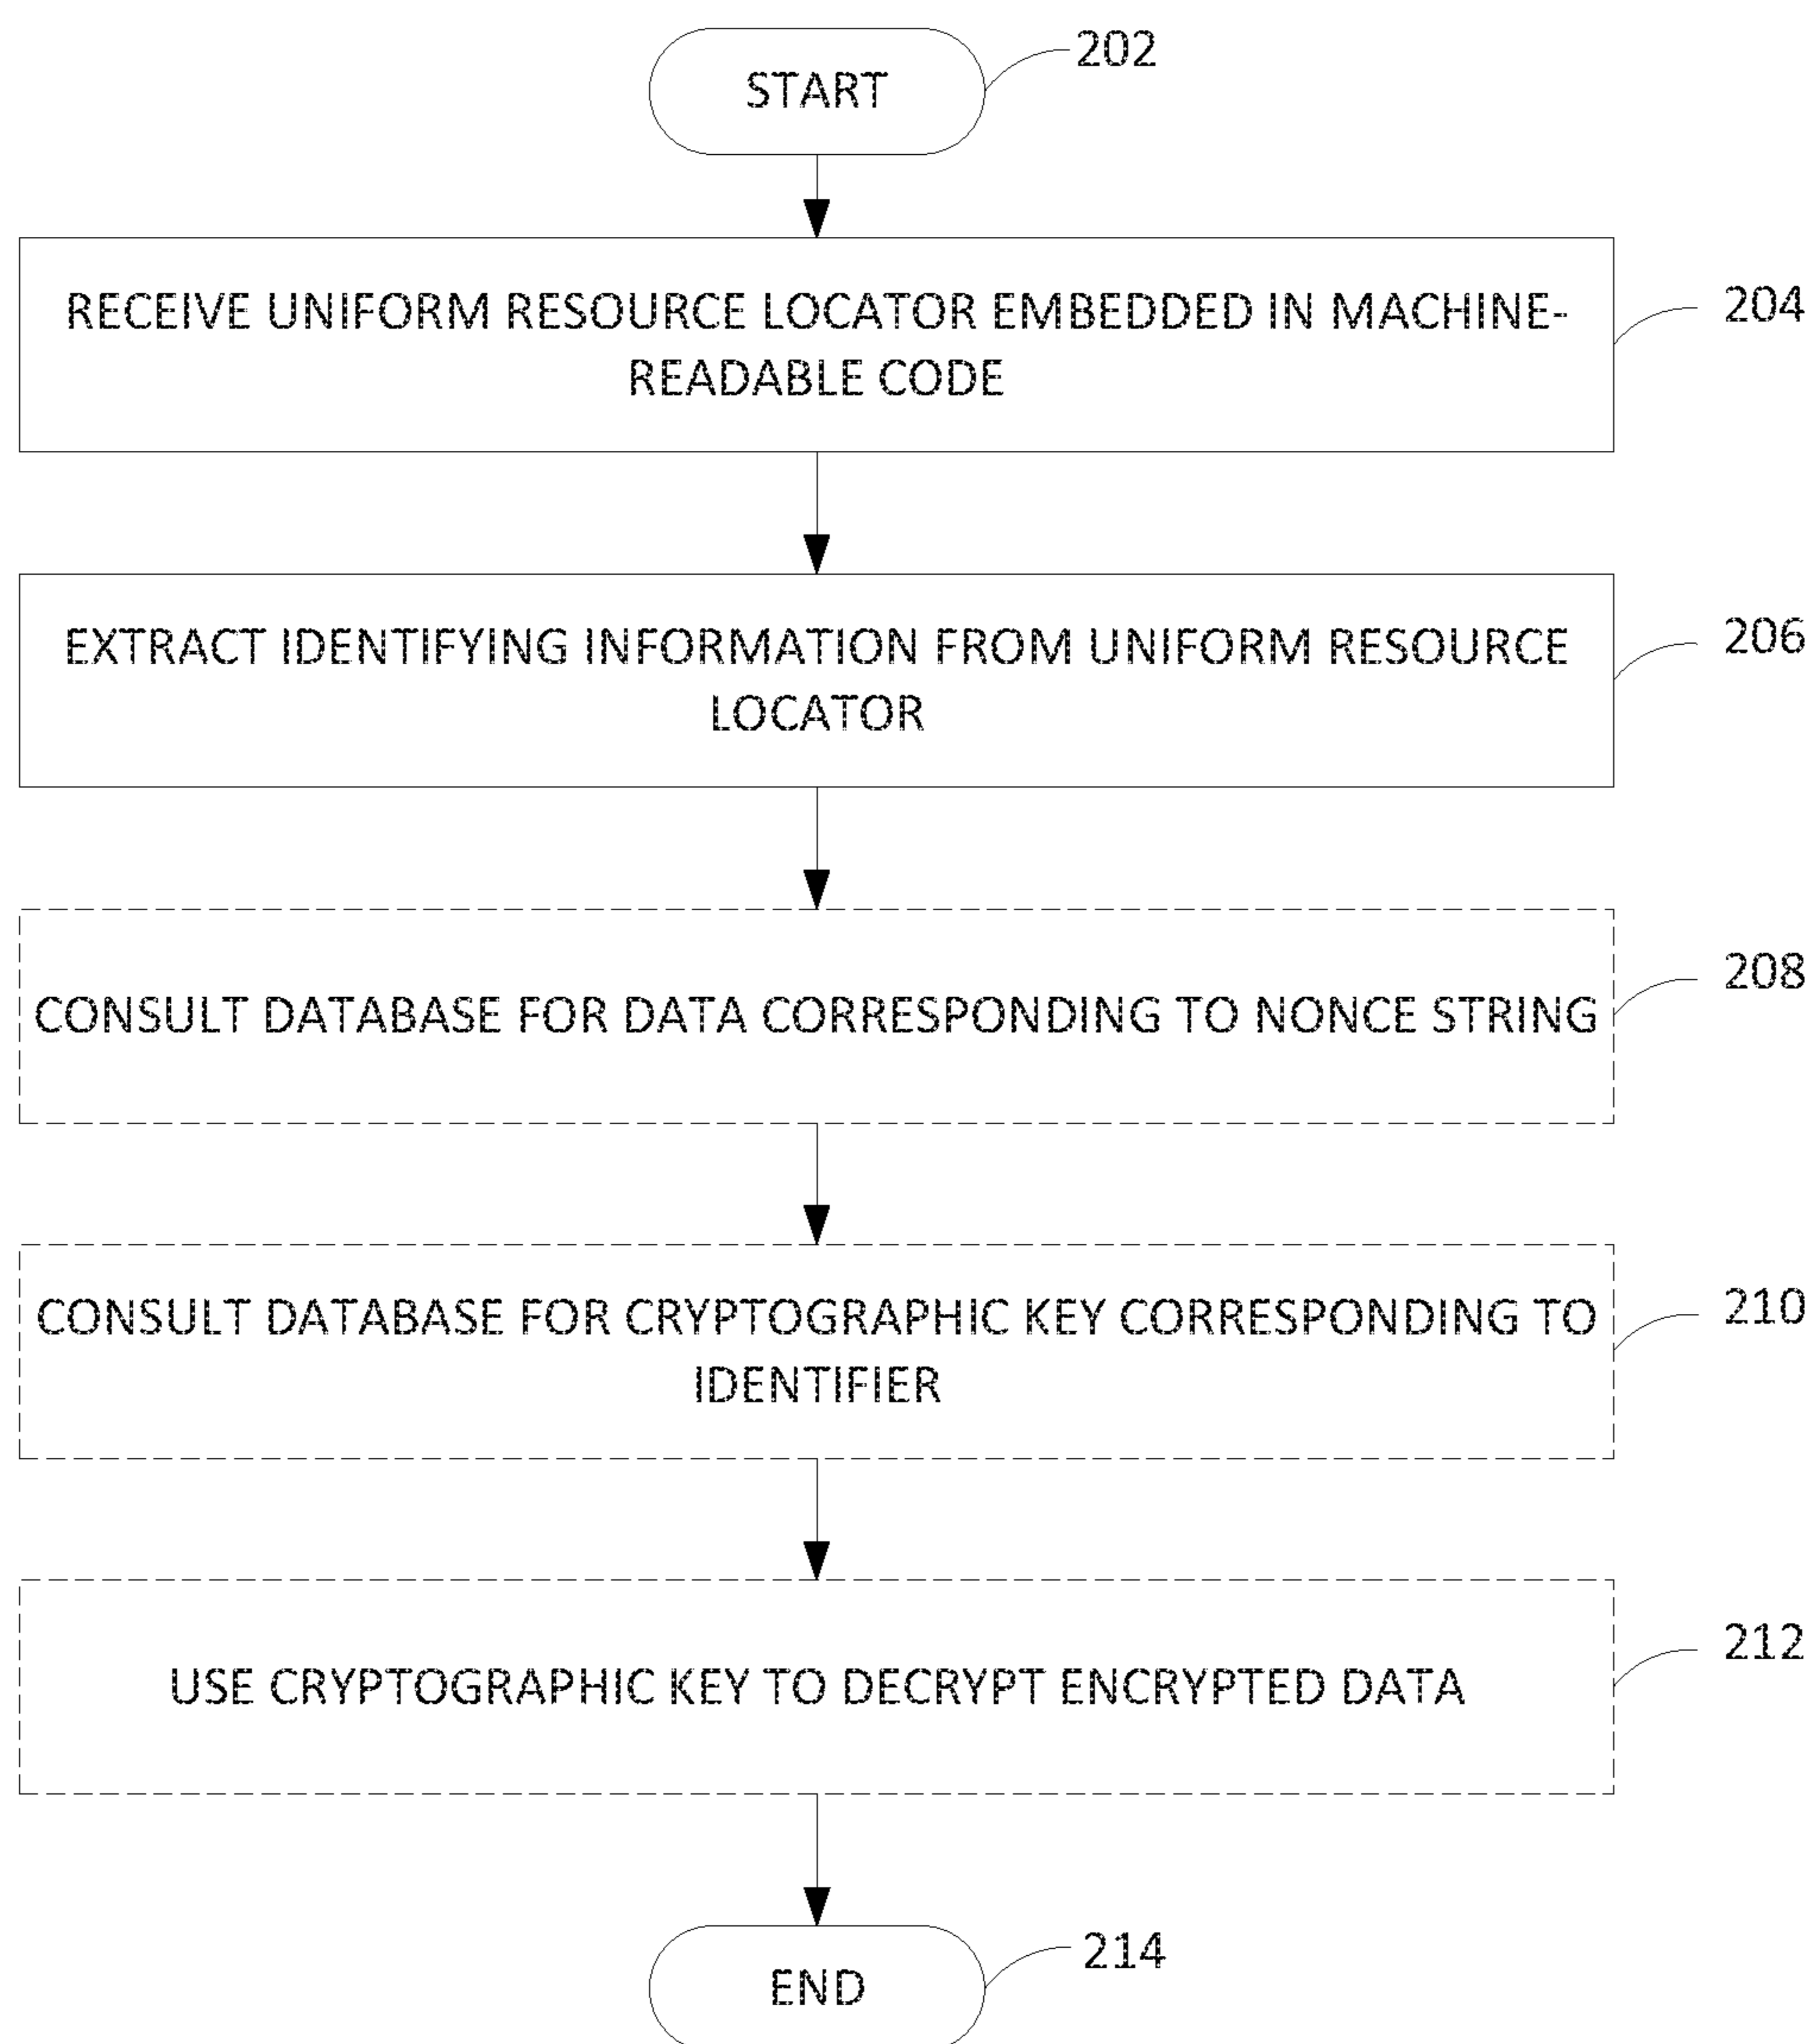 START
202
RECEIVE UNIFORM RESOURCE LOCATOR EMBEDDED IN MACHINE-
READABLE CODE
204
EXTRACT IDENTIFYING INFORMATION FROM UNIFORM RESOURCE
LOCATOR
206
CONSULT DATABASE FOR DATA CORRESPONDING TO NONCE STRING
208
CONSULT DATABASE FOR CRYPTOGRAPHIC KEY CORRESPONDING TO
IDENTIFIER
210
USE CRYPTOGRAPHIC KEY TO DECRYPT ENCRYPTED DATA
212
END
214